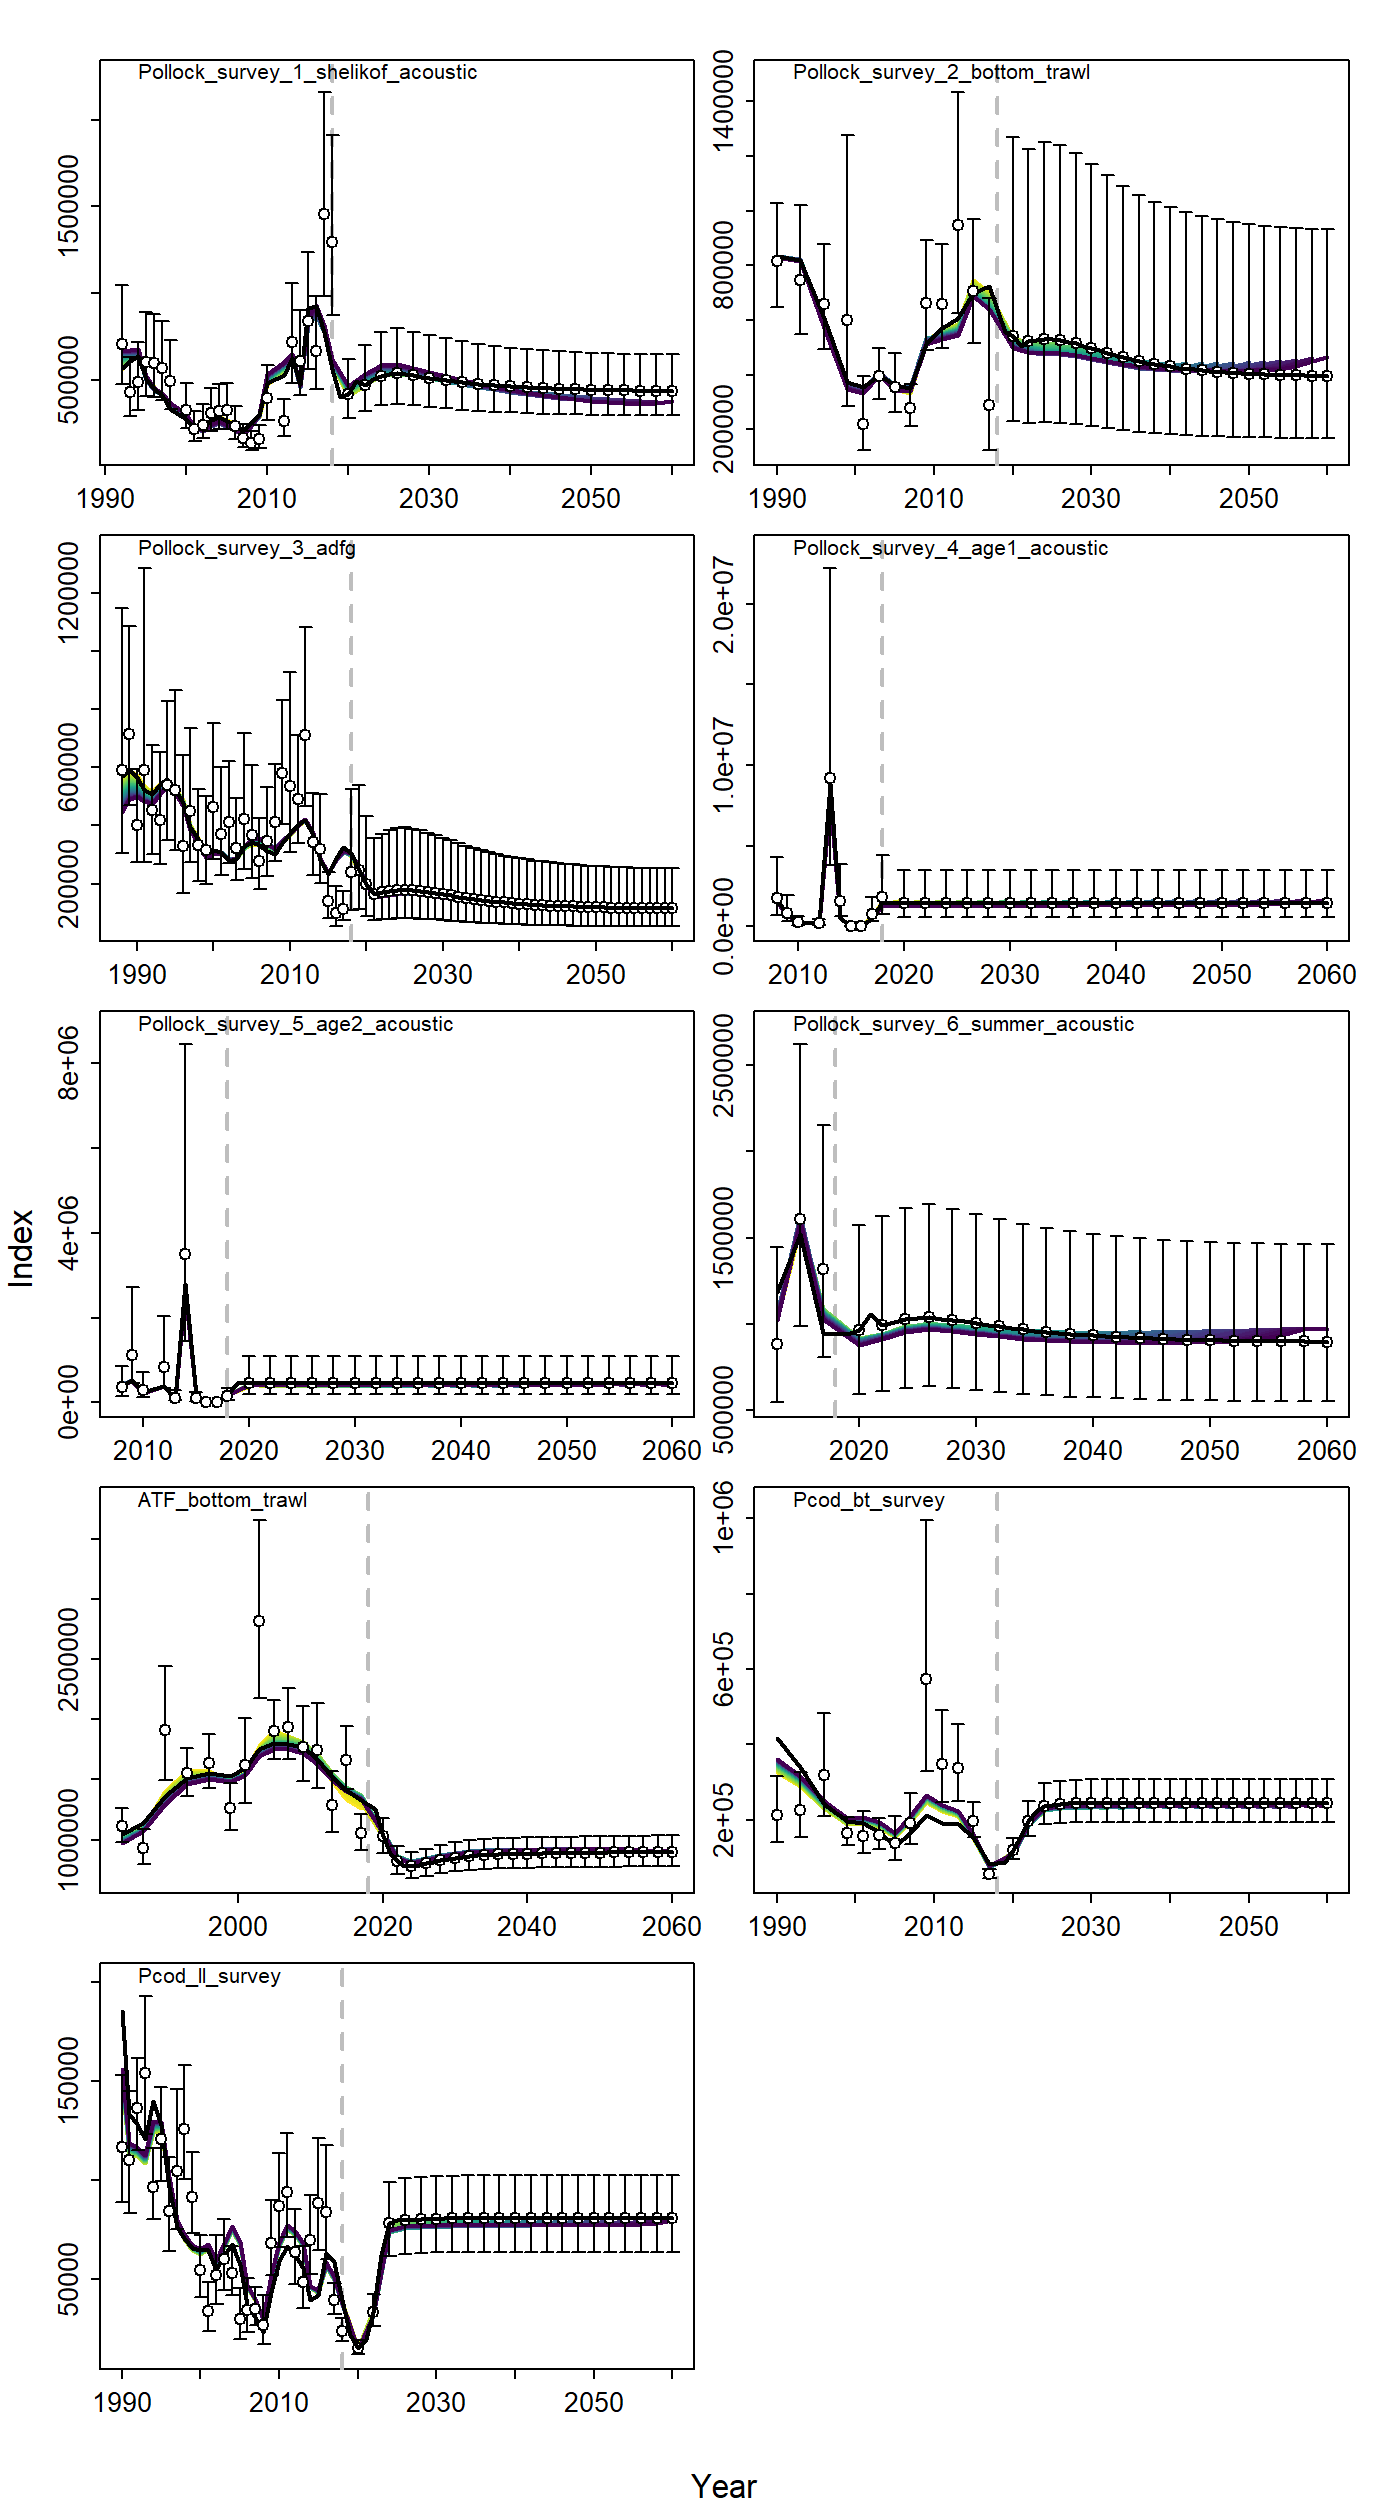 Pollock_survey_1_shelikof_acoustic
500000
1500000
1990
2010
2030
2050
Pollock_survey_2_bottom_trawl
200000
800000
1400000
1990
2010
2030
2050
Pollock_survey_3_adfg
200000
600000
1200000
1990
2010
2030
2050
Pollock_survey_4_age1_acoustic
0.0e+00
1.0e+07
2.0e+07
2010
2020
2030
2040
2050
2060
Pollock_survey_5_age2_acoustic
0e+00
4e+06
8e+06
2010
2020
2030
2040
2050
2060
Pollock_survey_6_summer_acoustic
500000
1500000
2500000
2020
2030
2040
2050
2060
Index
ATF_bottom_trawl
1000000
2500000
2000
2020
2040
2060
Pcod_bt_survey
2e+05
6e+05
1e+06
1990
2010
2030
2050
Pcod_ll_survey
50000
150000
1990
2010
2030
2050
Year